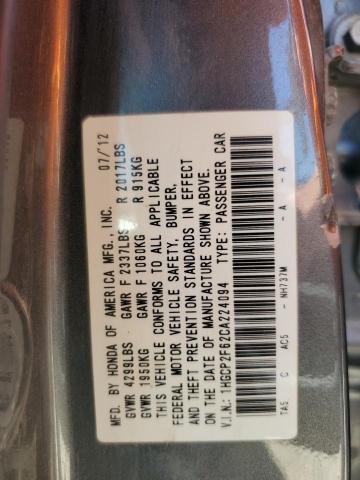 MFD. BY HONDA OF AMERICA MFG., INC. 07/'12
GVWR 4299LBS GAWR F 2337LBS R 2017LBS
GVWR 1950KG GAWR F 1060KG R 915KG
THIS VEHICLE CONFORMS TO ALL APPLICABLE
FEDERAL MOTOR VEHICLE SAFETY, BUMPER,
AND THEFT PREVENTION STANDARDS IN EFFECT
ON THE DATE OF MANUFACTURE SHOWN ABOVE.
V.I.N.: 1HGCP2F62CA224094 TYPE: PASSENGER CAR
TA5 C AC5 - NH737M - A - A